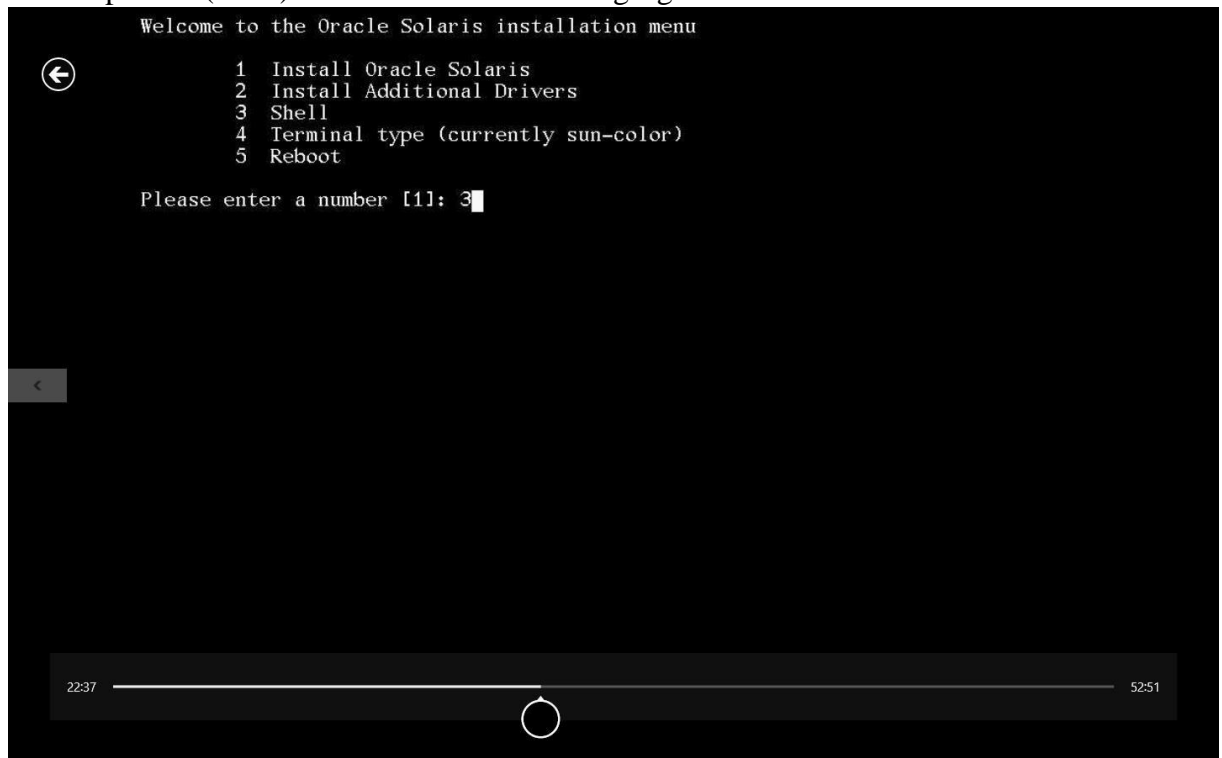 Welcome to the Oracle Solaris installation menu
1 Install Oracle Solaris
2 Install Additional Drivers
3 Shell
4 Terminal type (currently sun-color)
5 Reboot
Please enter a number [1]: 3
22:37
52:51